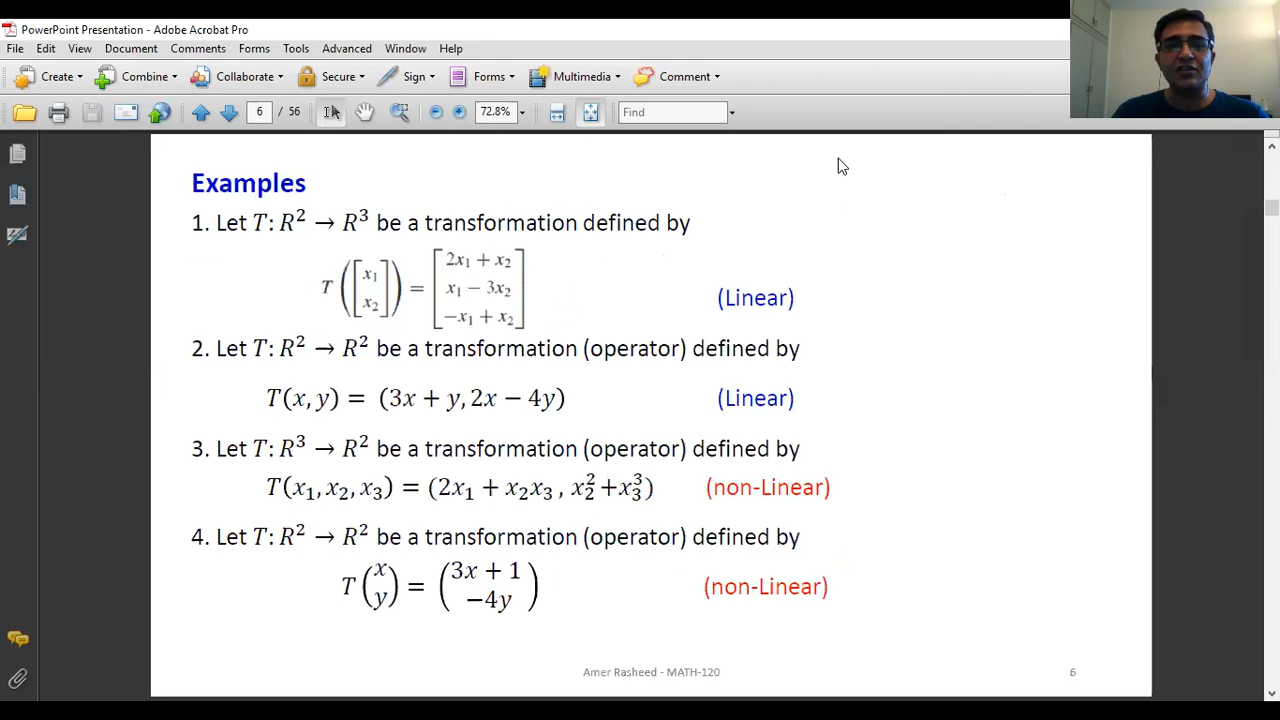 PowerPoint Presentation - Adobe Acrobat Pro
File Edit View Document Comments Forms Tools Advanced Window Help
Create Combine Collaborate Secure Sign Forms Multimedia Comment
6 / 56 72.8% Find
Examples
1. Let T: R² → R³ be a transformation defined by
T([x₁ x₂]) = [2x₁ + x₂
x₁ − 3x₂
−x₁ + x₂] (Linear)
2. Let T: R² → R² be a transformation (operator) defined by
T(x, y) = (3x + y, 2x − 4y) (Linear)
3. Let T: R³ → R² be a transformation (operator) defined by
T(x₁, x₂, x₃) = (2x₁ + x₂x₃ , x₂²+x₃³) (non-Linear)
4. Let T: R² → R² be a transformation (operator) defined by
T(x y) = (3x + 1
−4y) (non-Linear)
Amer Rasheed - MATH-120 6